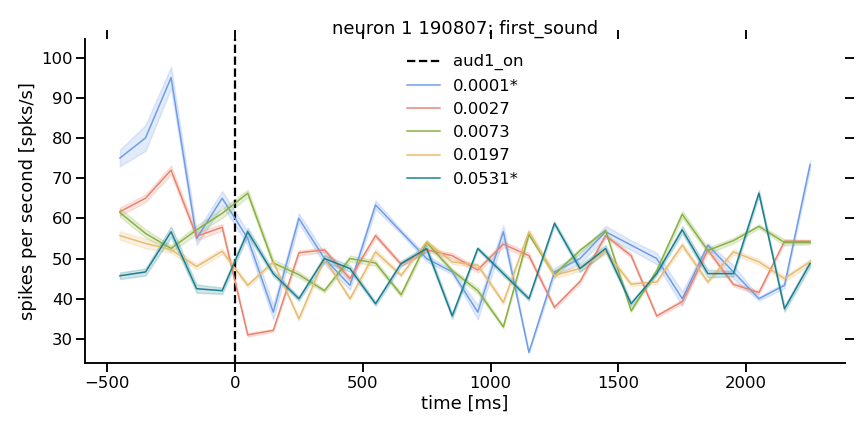 neuron 1 190807; first_sound
aud1_on
0.0001*
0.0027
0.0073
0.0197
0.0531*
spikes per second [spks/s]
100
90
80
70
60
50
40
30
−500 0 500 1000 1500 2000
time [ms]